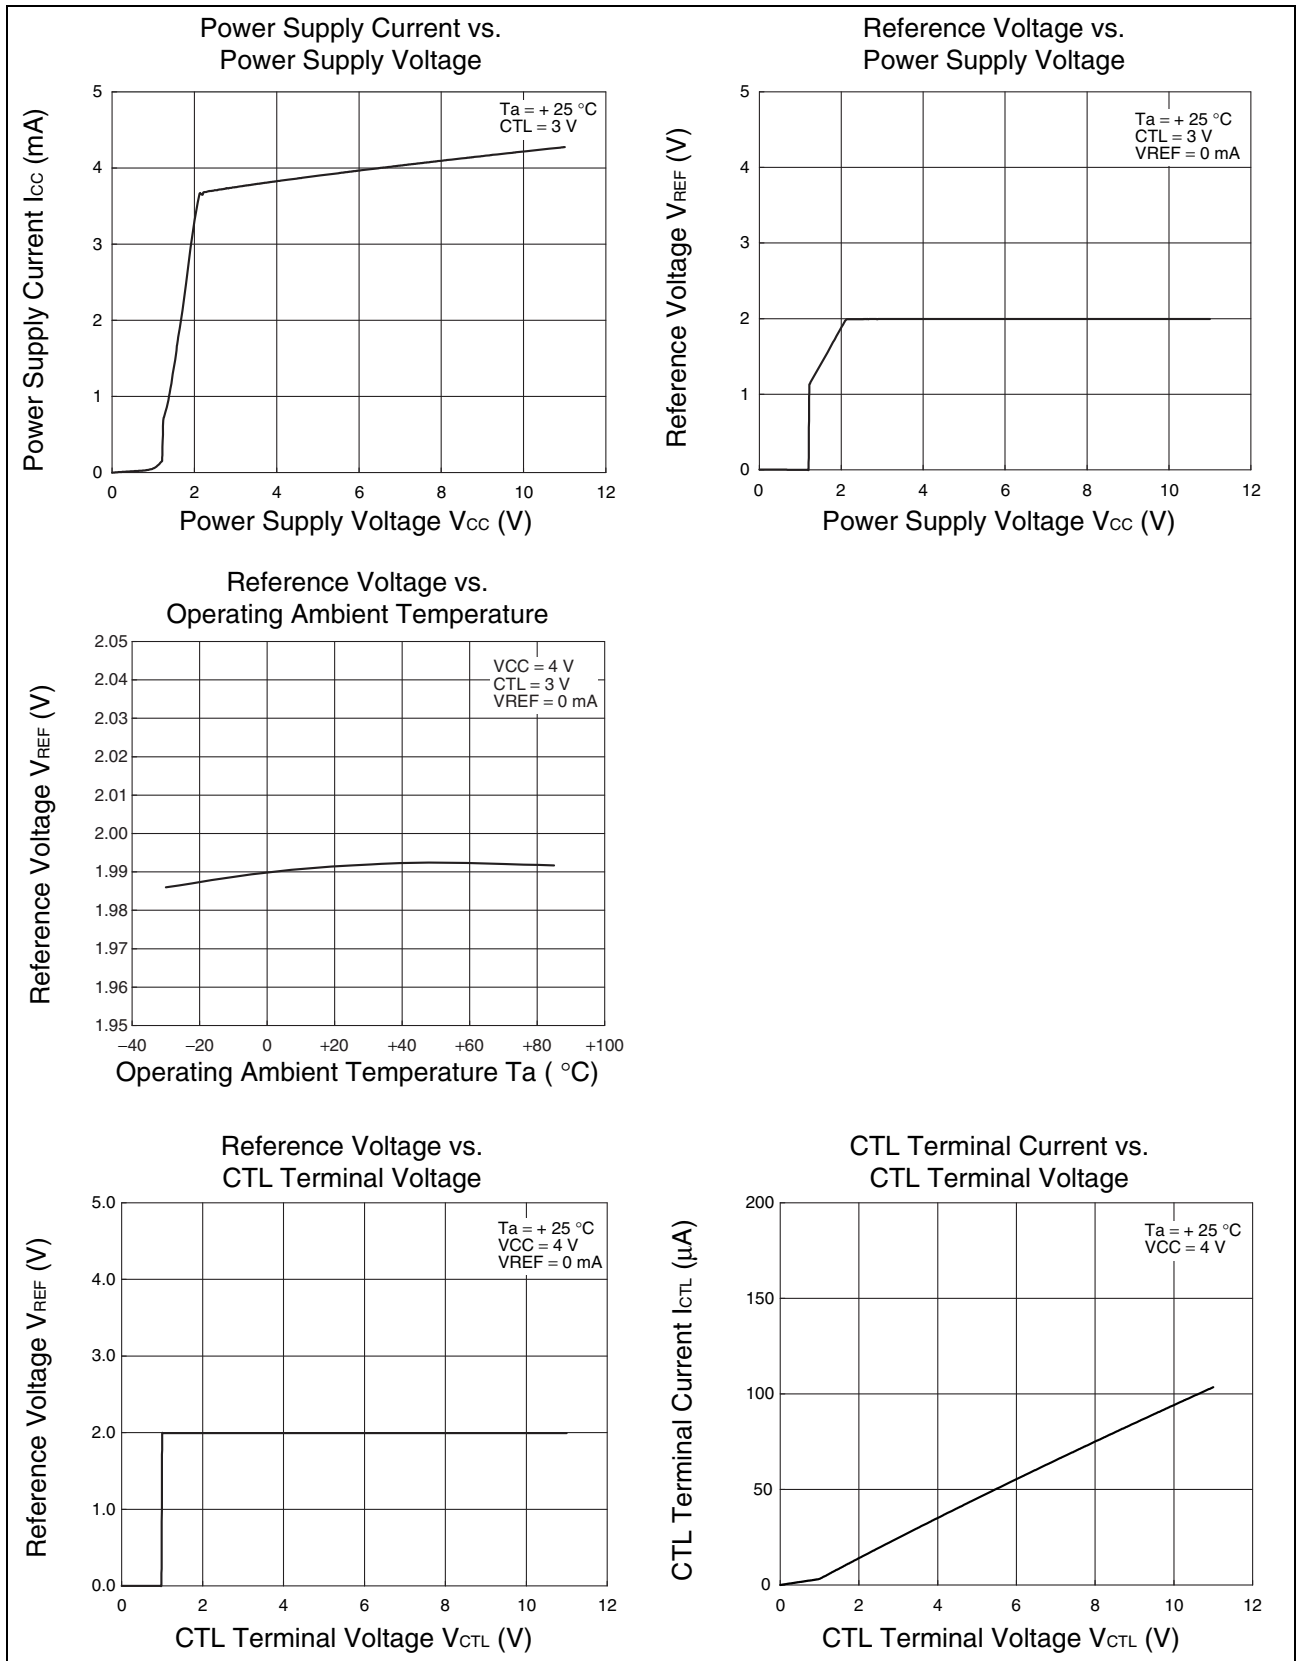 Power Supply Current vs.
Power Supply Voltage
Power Supply Current ICC (mA)
5
4
3
2
1
0
Ta = + 25 °C
CTL = 3 V
0 2 4 6 8 10 12
Power Supply Voltage VCC (V)
Reference Voltage vs.
Power Supply Voltage
Reference Voltage VREF (V)
5
4
3
2
1
0
Ta = + 25 °C
CTL = 3 V
VREF = 0 mA
0 2 4 6 8 10 12
Power Supply Voltage VCC (V)
Reference Voltage vs.
Operating Ambient Temperature
Reference Voltage VREF (V)
2.05
2.04
2.03
2.02
2.01
2.00
1.99
1.98
1.97
1.96
1.95
VCC = 4 V
CTL = 3 V
VREF = 0 mA
−40 −20 0 +20 +40 +60 +80 +100
Operating Ambient Temperature Ta ( °C)
Reference Voltage vs.
CTL Terminal Voltage
Reference Voltage VREF (V)
5.0
4.0
3.0
2.0
1.0
0.0
Ta = + 25 °C
VCC = 4 V
VREF = 0 mA
0 2 4 6 8 10 12
CTL Terminal Voltage VCTL (V)
CTL Terminal Current vs.
CTL Terminal Voltage
CTL Terminal Current ICTL (μA)
200
150
100
50
0
Ta = + 25 °C
VCC = 4 V
0 2 4 6 8 10 12
CTL Terminal Voltage VCTL (V)